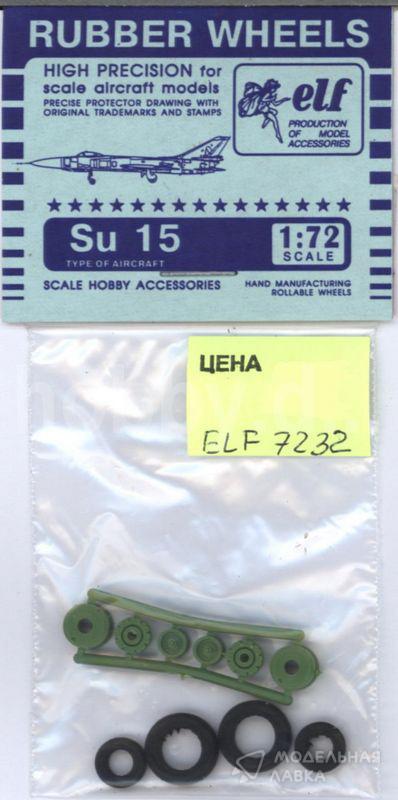 RUBBER WHEELS
HIGH PRECISION for
scale aircraft models
PRECISE PROTECTOR DRAWING WITH
ORIGINAL TRADEMARKS AND STAMPS
elf
PRODUCTION
OF MODEL
ACCESSORIES
Su 15
TYPE OF AIRCRAFT
1:72
SCALE
SCALE HOBBY ACCESSORIES
HAND MANUFACTURING
ROLLABLE WHEELS
ЦЕНА
ELF 7232
МОДЕЛЬНАЯ
ЛАВКА